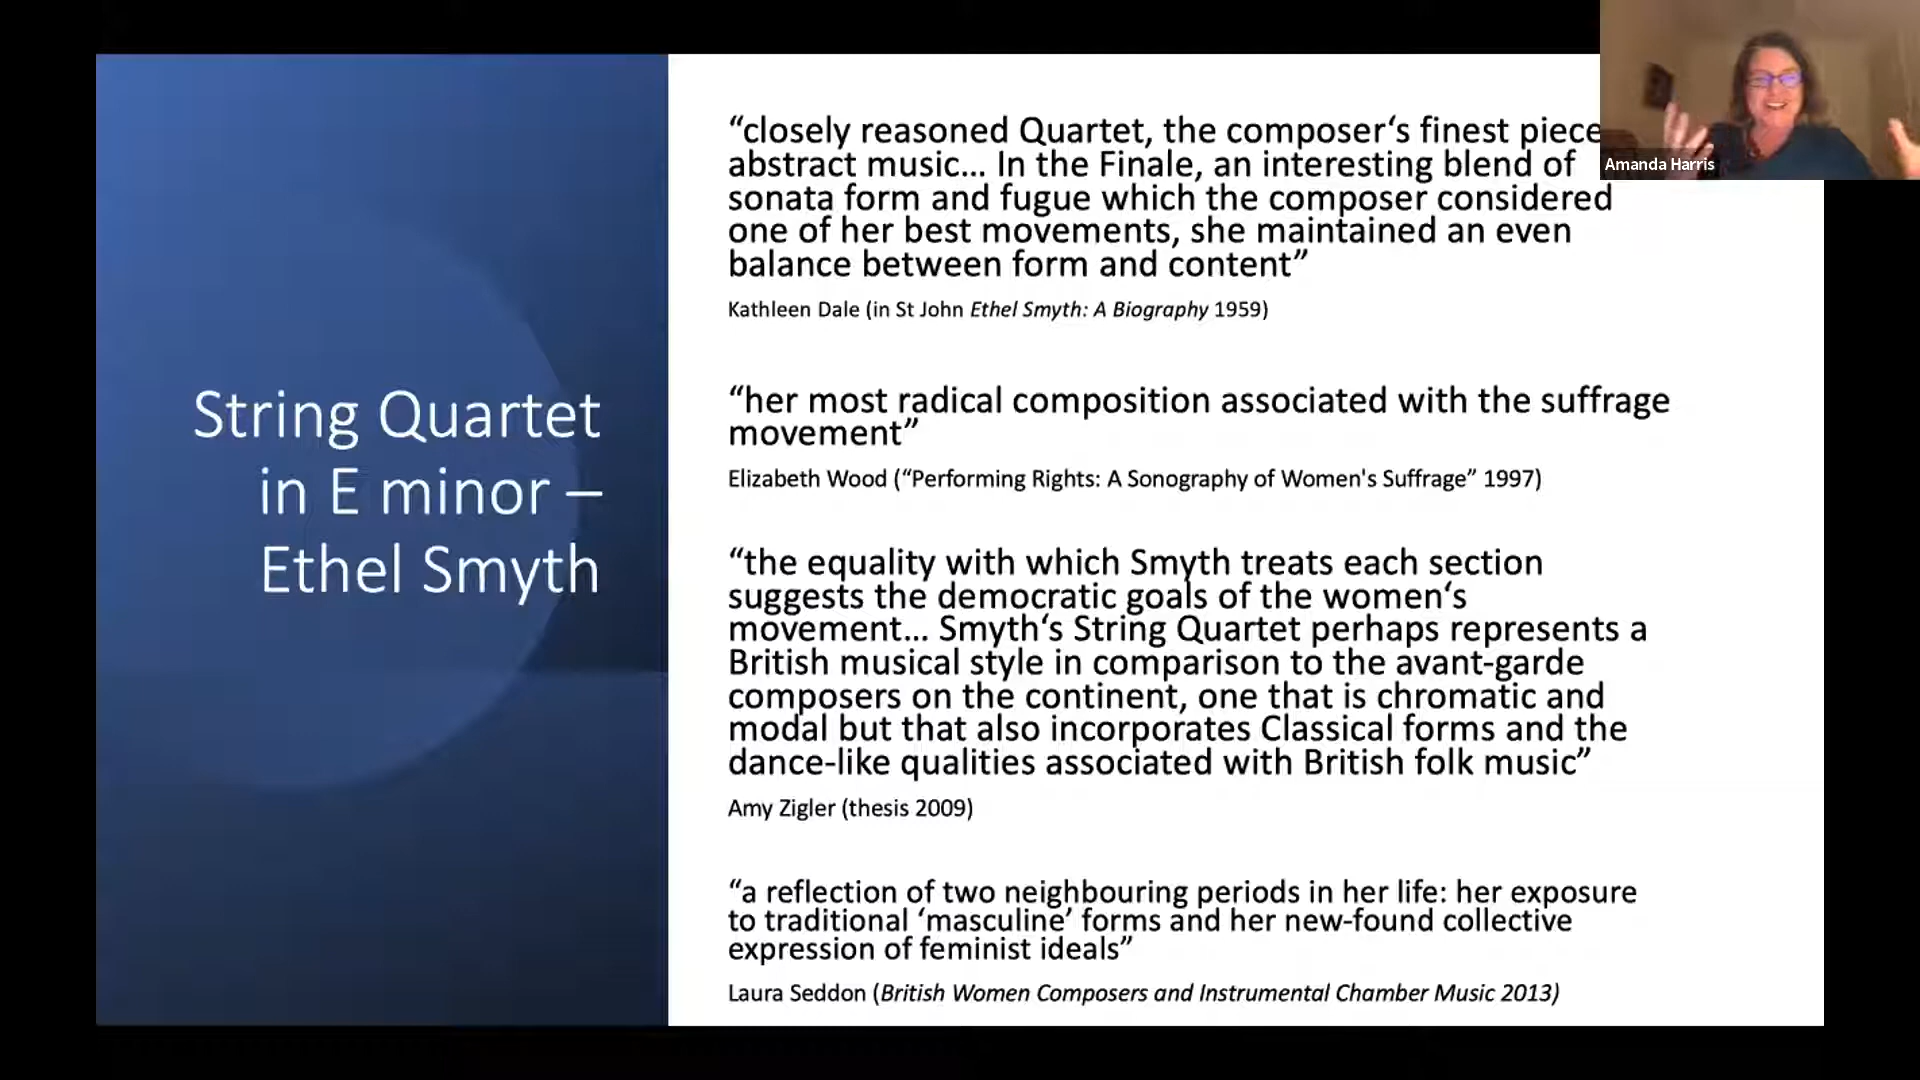 String Quartet
in E minor –
Ethel Smyth
“closely reasoned Quartet, the composer‘s finest piece
abstract music... In the Finale, an interesting blend of
sonata form and fugue which the composer considered
one of her best movements, she maintained an even
balance between form and content”
Kathleen Dale (in St John Ethel Smyth: A Biography 1959)
“her most radical composition associated with the suffrage
movement”
Elizabeth Wood (“Performing Rights: A Sonography of Women's Suffrage” 1997)
“the equality with which Smyth treats each section
suggests the democratic goals of the women‘s
movement... Smyth‘s String Quartet perhaps represents a
British musical style in comparison to the avant-garde
composers on the continent, one that is chromatic and
modal but that also incorporates Classical forms and the
dance-like qualities associated with British folk music”
Amy Zigler (thesis 2009)
“a reflection of two neighbouring periods in her life: her exposure
to traditional ‘masculine’ forms and her new-found collective
expression of feminist ideals”
Laura Seddon (British Women Composers and Instrumental Chamber Music 2013)
Amanda Harris